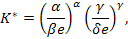 K* = (α/βe)^α (γ/δe)^γ,